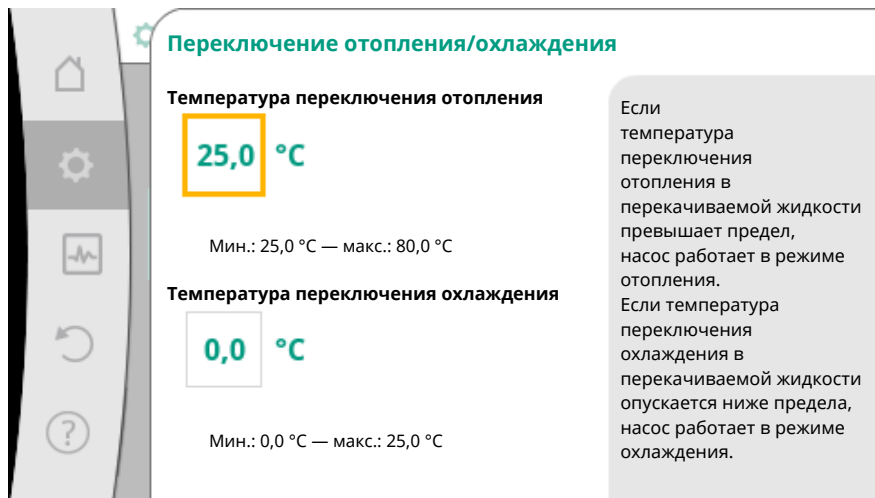 Переключение отопления/охлаждения
Температура переключения отопления
25,0 °C
Мин.: 25,0 °C — макс.: 80,0 °C
Температура переключения охлаждения
0,0 °C
Мин.: 0,0 °C — макс.: 25,0 °C
Если
температура
переключения
отопления в
перекачиваемой жидкости
превышает предел,
насос работает в режиме
отопления.
Если температура
переключения
охлаждения в
перекачиваемой жидкости
опускается ниже предела,
насос работает в режиме
охлаждения.